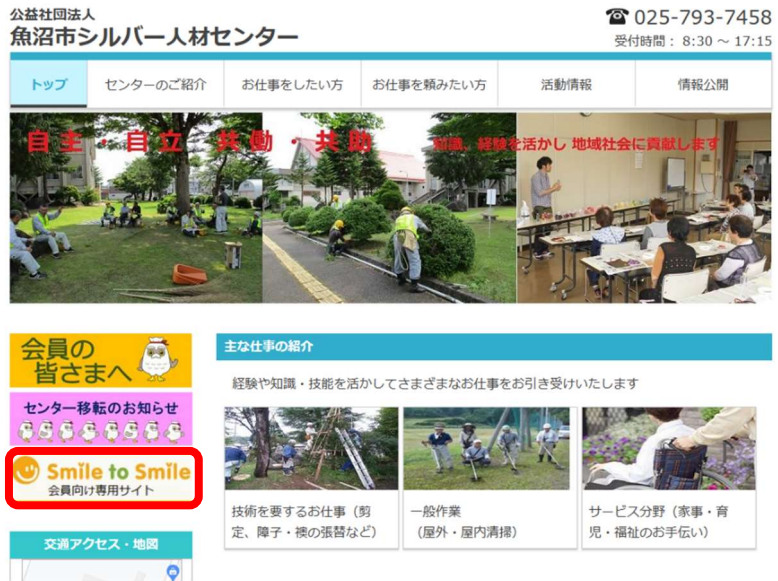 公益社団法人
魚沼市シルバー人材センター
☎ 025-793-7458
受付時間： 8:30 ～ 17:15
トップ
センターのご紹介
お仕事をしたい方
お仕事を頼みたい方
活動情報
情報公開
自主・自立 共働・共助
知識、経験を活かし 地域社会に貢献します
会員の
皆さまへ
センター移転のお知らせ
Smile to Smile
会員向け専用サイト
交通アクセス・地図
主な仕事の紹介
経験や知識・技能を活かしてさまざまなお仕事をお引き受けいたします
技術を要するお仕事（剪
定、障子・襖の張替など）
一般作業
（屋外・屋内清掃）
サービス分野（家事・育
児・福祉のお手伝い）